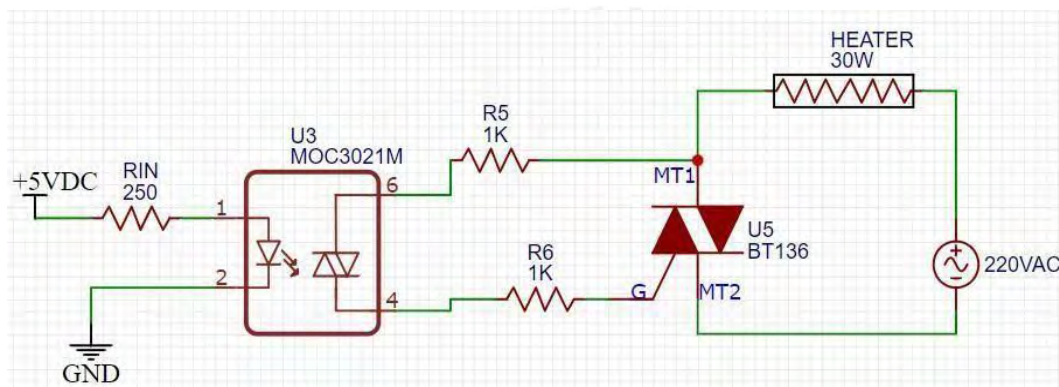 HEATER
30W
R5
1K
U3
MOC3021M
+5VDC
RIN
250
1
6
MT1
U5
BT136
2
R6
1K
4
G
MT2
220VAC
GND